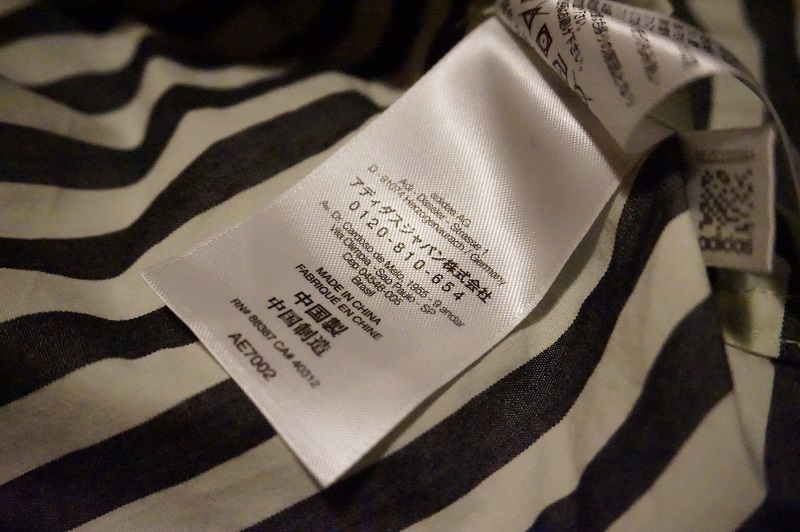 adidas AG
Adi - Dassler - Strasse 1
D - 91074 Herzogenaurach / Germany
アディダスジャパン株式会社
0120-810-654
Av. Dr. Cardoso de Melo, 1855 - 9 andar
Vila Olimpia - Sao Paulo - SP
Cep 04548-005
Brasil
MADE IN CHINA
FABRIQUE EN CHINE
中国製
中国制造
RN# 88387 CA# 40312
AE7002
adidas